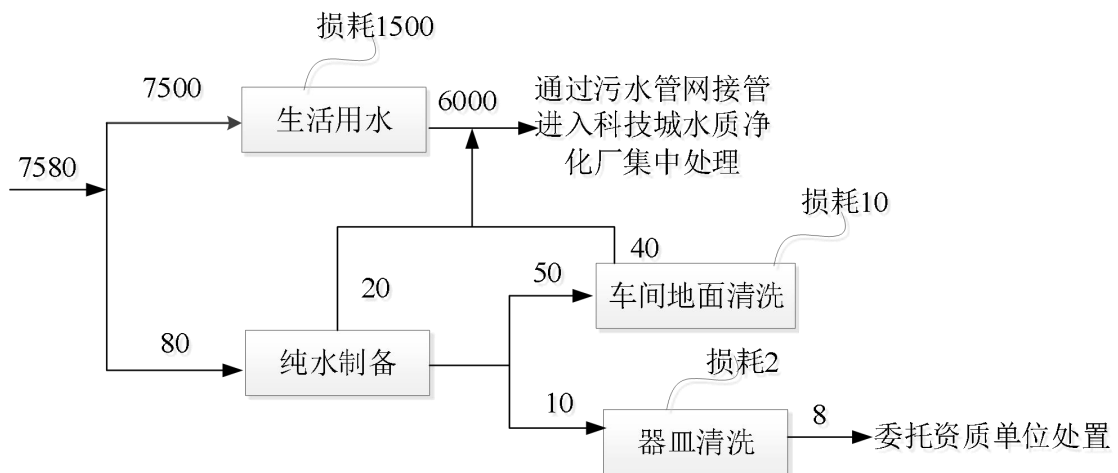 损耗1500
7500
生活用水
6000
通过污水管网接管
进入科技城水质净
化厂集中处理
7580
损耗10
40
50
车间地面清洗
20
80
纯水制备
损耗2
10
器皿清洗
8
委托资质单位处置